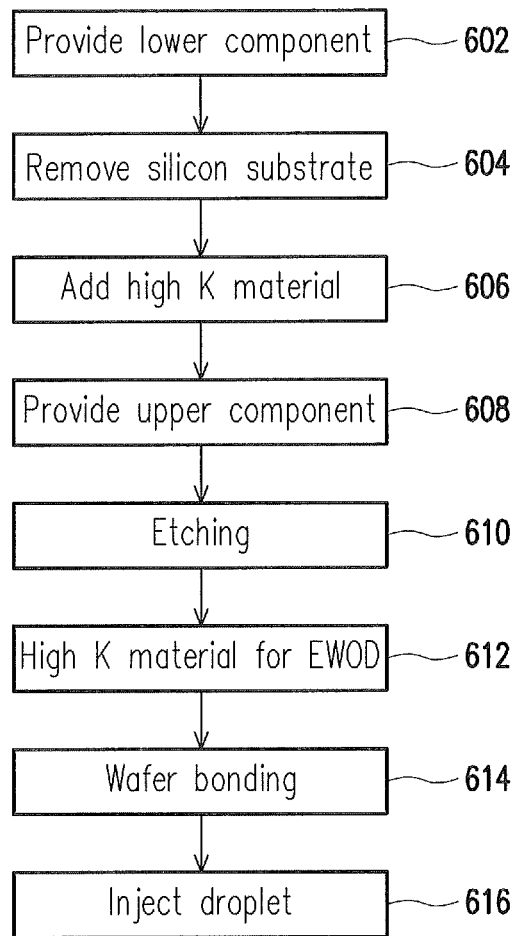 Provide lower component 602
Remove silicon substrate 604
Add high K material 606
Provide upper component 608
Etching 610
High K material for EWOD 612
Wafer bonding 614
Inject droplet 616